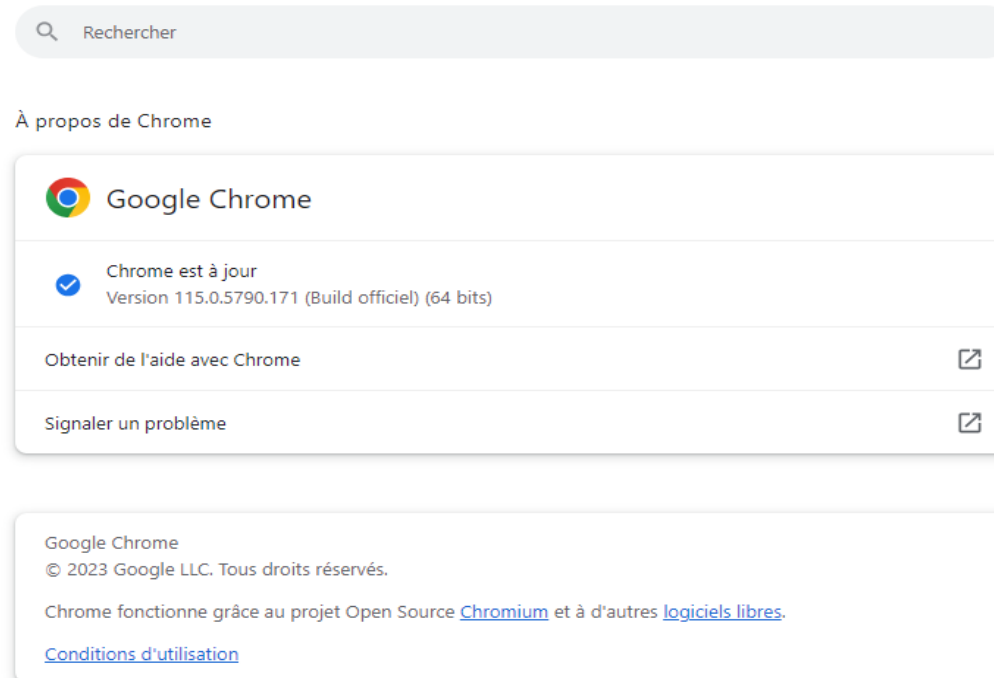 Rechercher
À propos de Chrome
Google Chrome
Chrome est à jour
Version 115.0.5790.171 (Build officiel) (64 bits)
Obtenir de l'aide avec Chrome
Signaler un problème
Google Chrome
© 2023 Google LLC. Tous droits réservés.
Chrome fonctionne grâce au projet Open Source Chromium et à d'autres logiciels libres.
Conditions d'utilisation